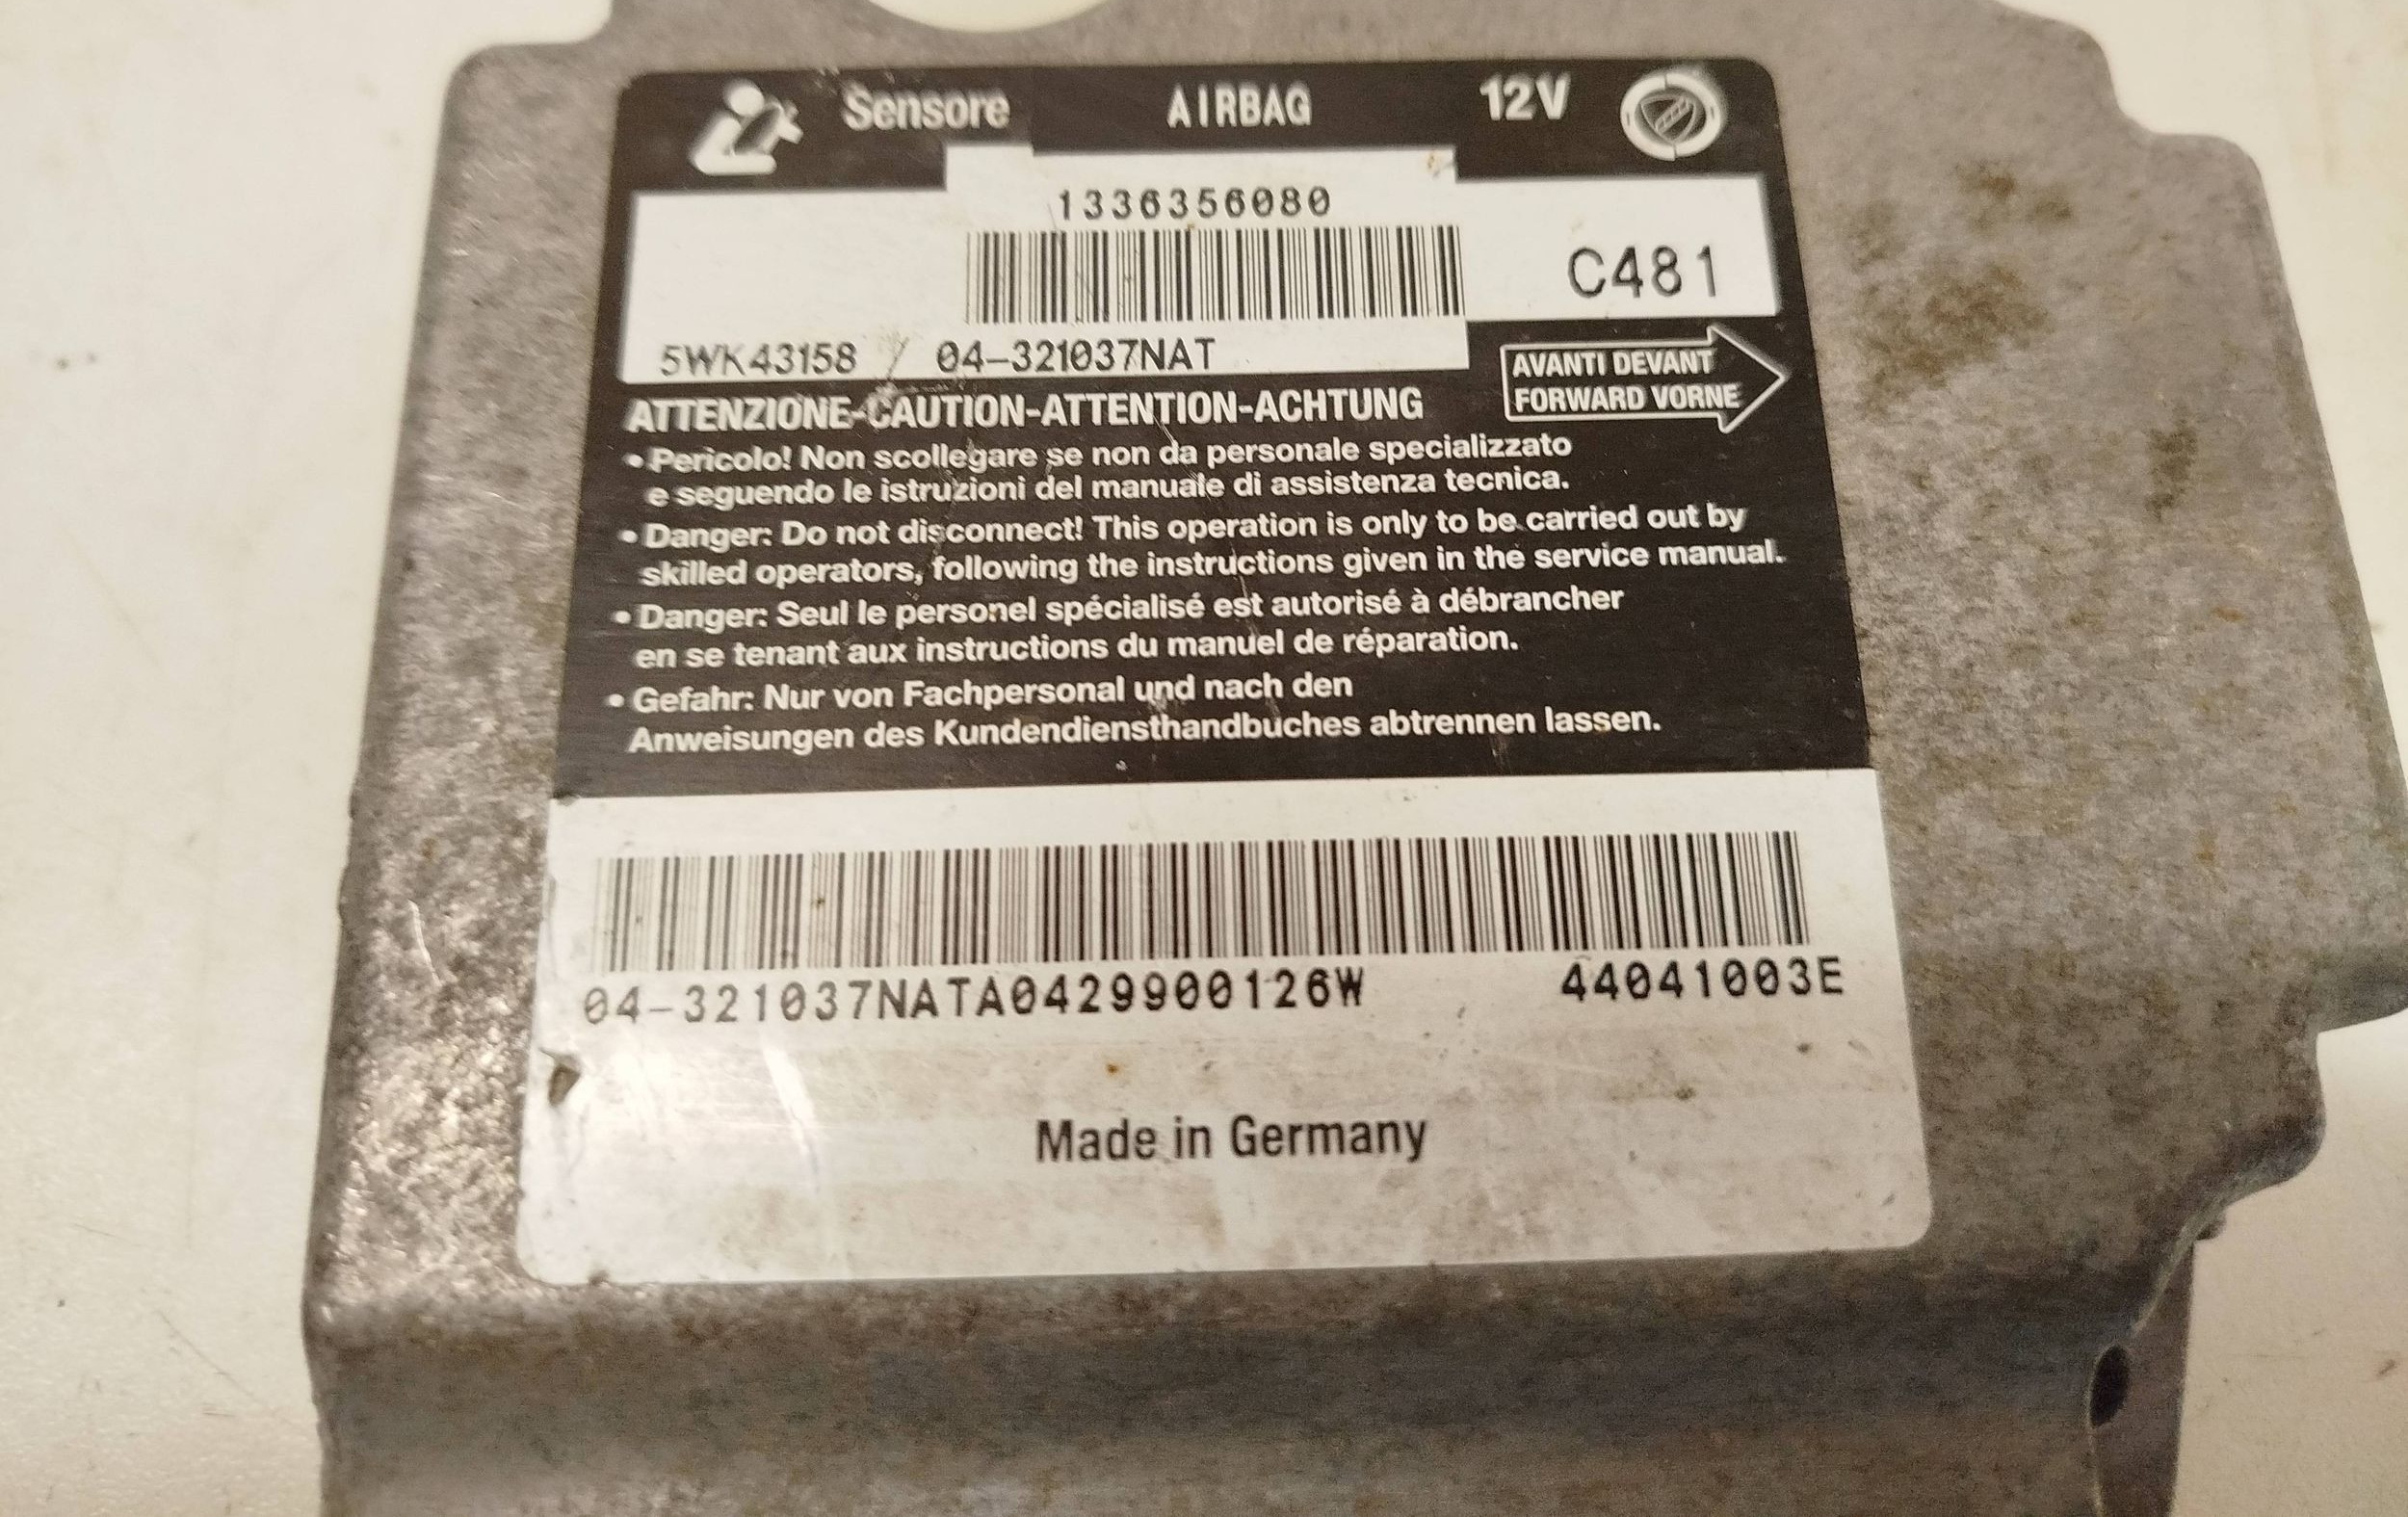 Sensore AIRBAG 12V
1336356080
C481
5WK43158 / 04-321037NAT
AVANTI DEVANT
FORWARD VORNE
ATTENZIONE-CAUTION-ATTENTION-ACHTUNG
• Pericolo! Non scollegare se non da personale specializzato
e seguendo le istruzioni del manuale di assistenza tecnica.
• Danger: Do not disconnect! This operation is only to be carried out by
skilled operators, following the instructions given in the service manual.
• Danger: Seul le personel spécialisé est autorisé à débrancher
en se tenant aux instructions du manuel de réparation.
• Gefahr: Nur von Fachpersonal und nach den
Anweisungen des Kundendiensthandbuches abtrennen lassen.
04-321037NATA0429900126W 44041003E
Made in Germany